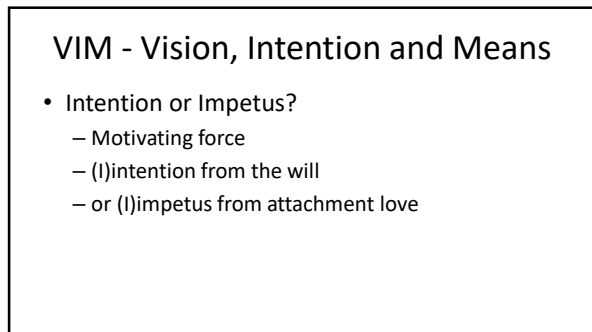 VIM - Vision, Intention and Means
• Intention or Impetus?
– Motivating force
– (I)intention from the will
– or (I)impetus from attachment love